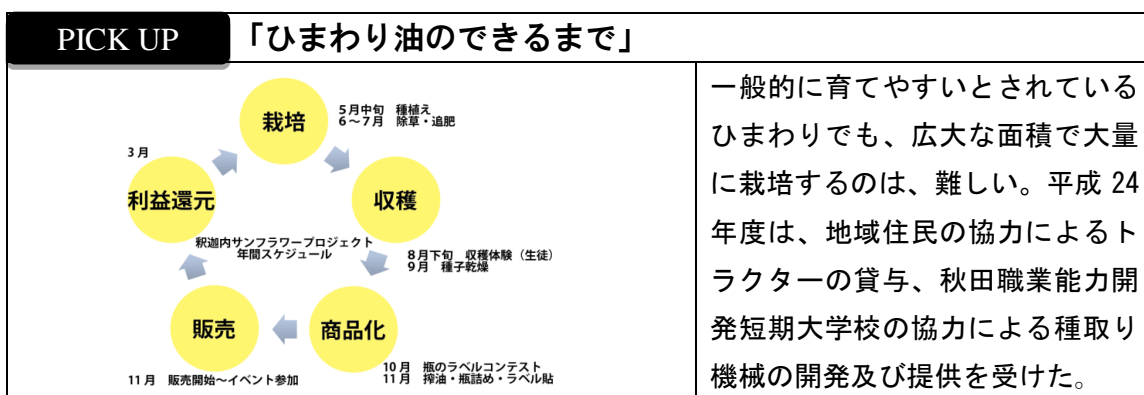 PICK UP 「ひまわり油のできるまで」
栽培
5月中旬 種植え
6～7月 除草・追肥
収穫
8月下旬 収穫体験（生徒）
9月 種子乾燥
商品化
10月 瓶のラベルコンテスト
11月 搾油・瓶詰め・ラベル貼
販売
11月 販売開始～イベント参加
利益還元
3月
釈迦内サンフラワープロジェクト
年間スケジュール
一般的に育てやすいとされている
ひまわりでも、広大な面積で大量
に栽培するのは、難しい。平成 24
年度は、地域住民の協力によるト
ラクターの貸与、秋田職業能力開
発短期大学校の協力による種取り
機械の開発及び提供を受けた。